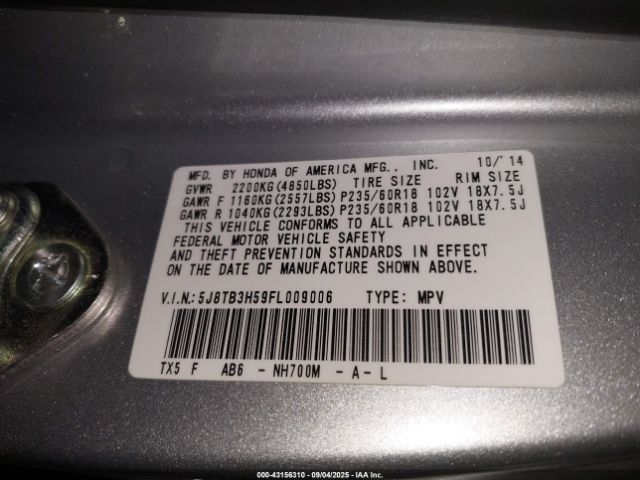 MFD. BY HONDA OF AMERICA MFG., INC. 10/'14
GVWR 2200KG(4850LBS) TIRE SIZE RIM SIZE
GAWR F 1160KG(2557LBS) P235/60R18 102V 18X7.5J
GAWR R 1040KG(2293LBS) P235/60R18 102V 18X7.5J
THIS VEHICLE CONFORMS TO ALL APPLICABLE
FEDERAL MOTOR VEHICLE SAFETY
AND THEFT PREVENTION STANDARDS IN EFFECT
ON THE DATE OF MANUFACTURE SHOWN ABOVE.
V.I.N.:5J8TB3H59FL009006 TYPE: MPV
TX5 F AB6 - NH700M - A - L
000-43156310 - 09/04/2025 - IAA Inc.